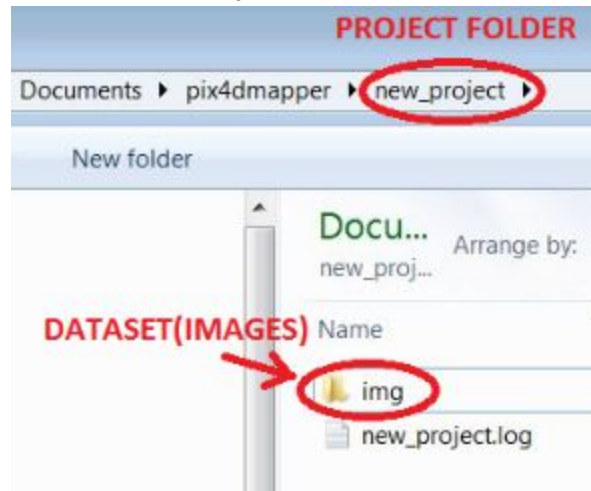 PROJECT FOLDER
Documents ▸ pix4dmapper ▸ new_project ▸
New folder
Docu... Arrange by:
new_proj...
DATASET(IMAGES) Name
img
new_project.log